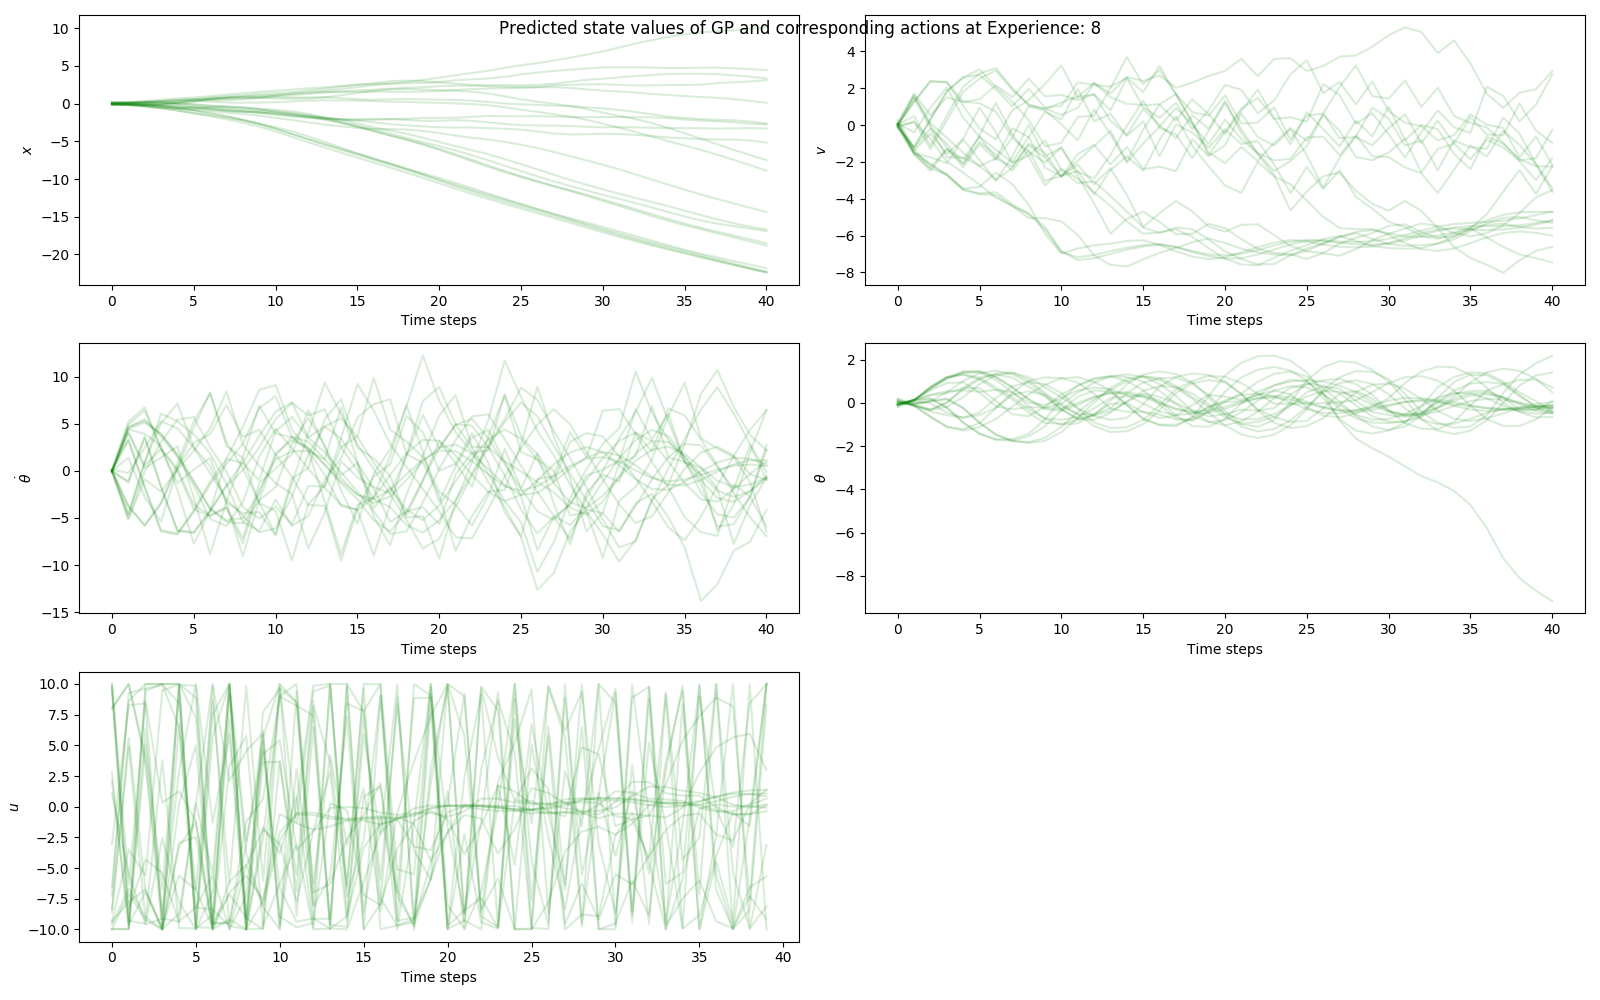 Predicted state values of GP and corresponding actions at Experience: 8
10
5
0
−5
−10
−15
−20
x
0 5 10 15 20 25 30 35 40
Time steps
4
2
0
−2
−4
−6
−8
v
0 5 10 15 20 25 30 35 40
Time steps
10
5
0
−5
−10
−15
θ̇
0 5 10 15 20 25 30 35 40
Time steps
2
0
−2
−4
−6
−8
θ
0 5 10 15 20 25 30 35 40
Time steps
10.0
7.5
5.0
2.5
0.0
−2.5
−5.0
−7.5
−10.0
u
0 5 10 15 20 25 30 35 40
Time steps